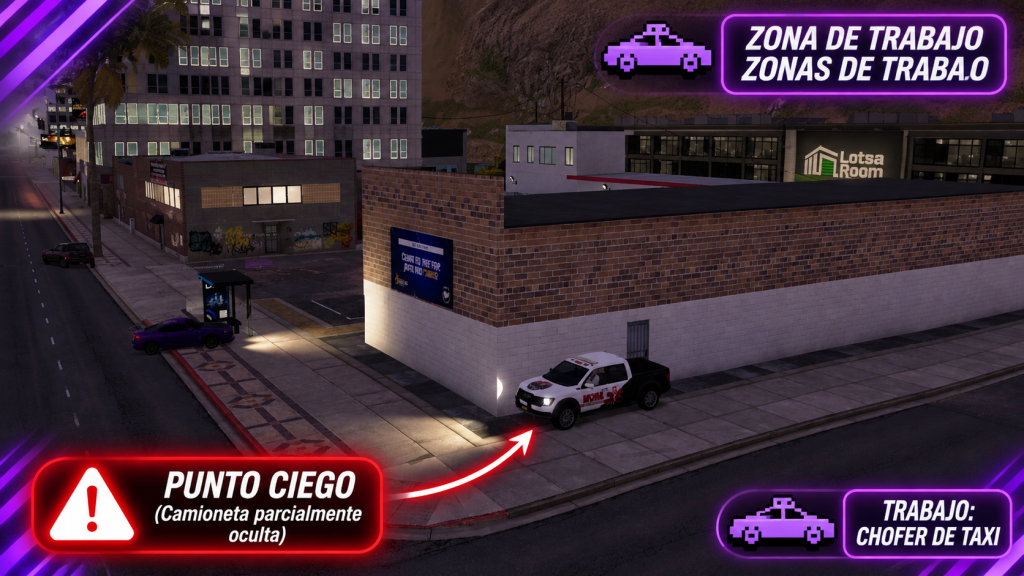 ZONA DE TRABAJO
ZONAS DE TRABA.O
Lotsa
Room
PUNTO CIEGO
(Camioneta parcialmente
oculta)
TRABAJO:
CHOFER DE TAXI